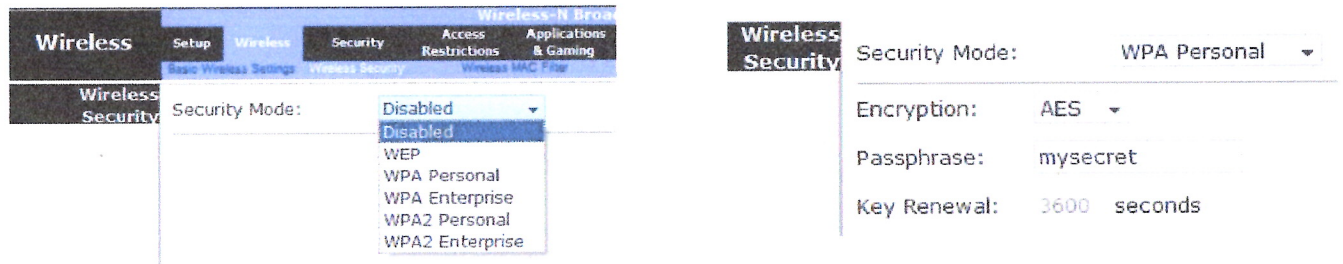 Wireless-N Broad
Wireless
Setup Wireless Security Access Restrictions Applications & Gaming
Basic Wireless Settings Wireless Security Wireless MAC Filter
Wireless Security
Security Mode: Disabled
Disabled
WEP
WPA Personal
WPA Enterprise
WPA2 Personal
WPA2 Enterprise
Wireless Security
Security Mode: WPA Personal
Encryption: AES
Passphrase: mysecret
Key Renewal: 3600 seconds